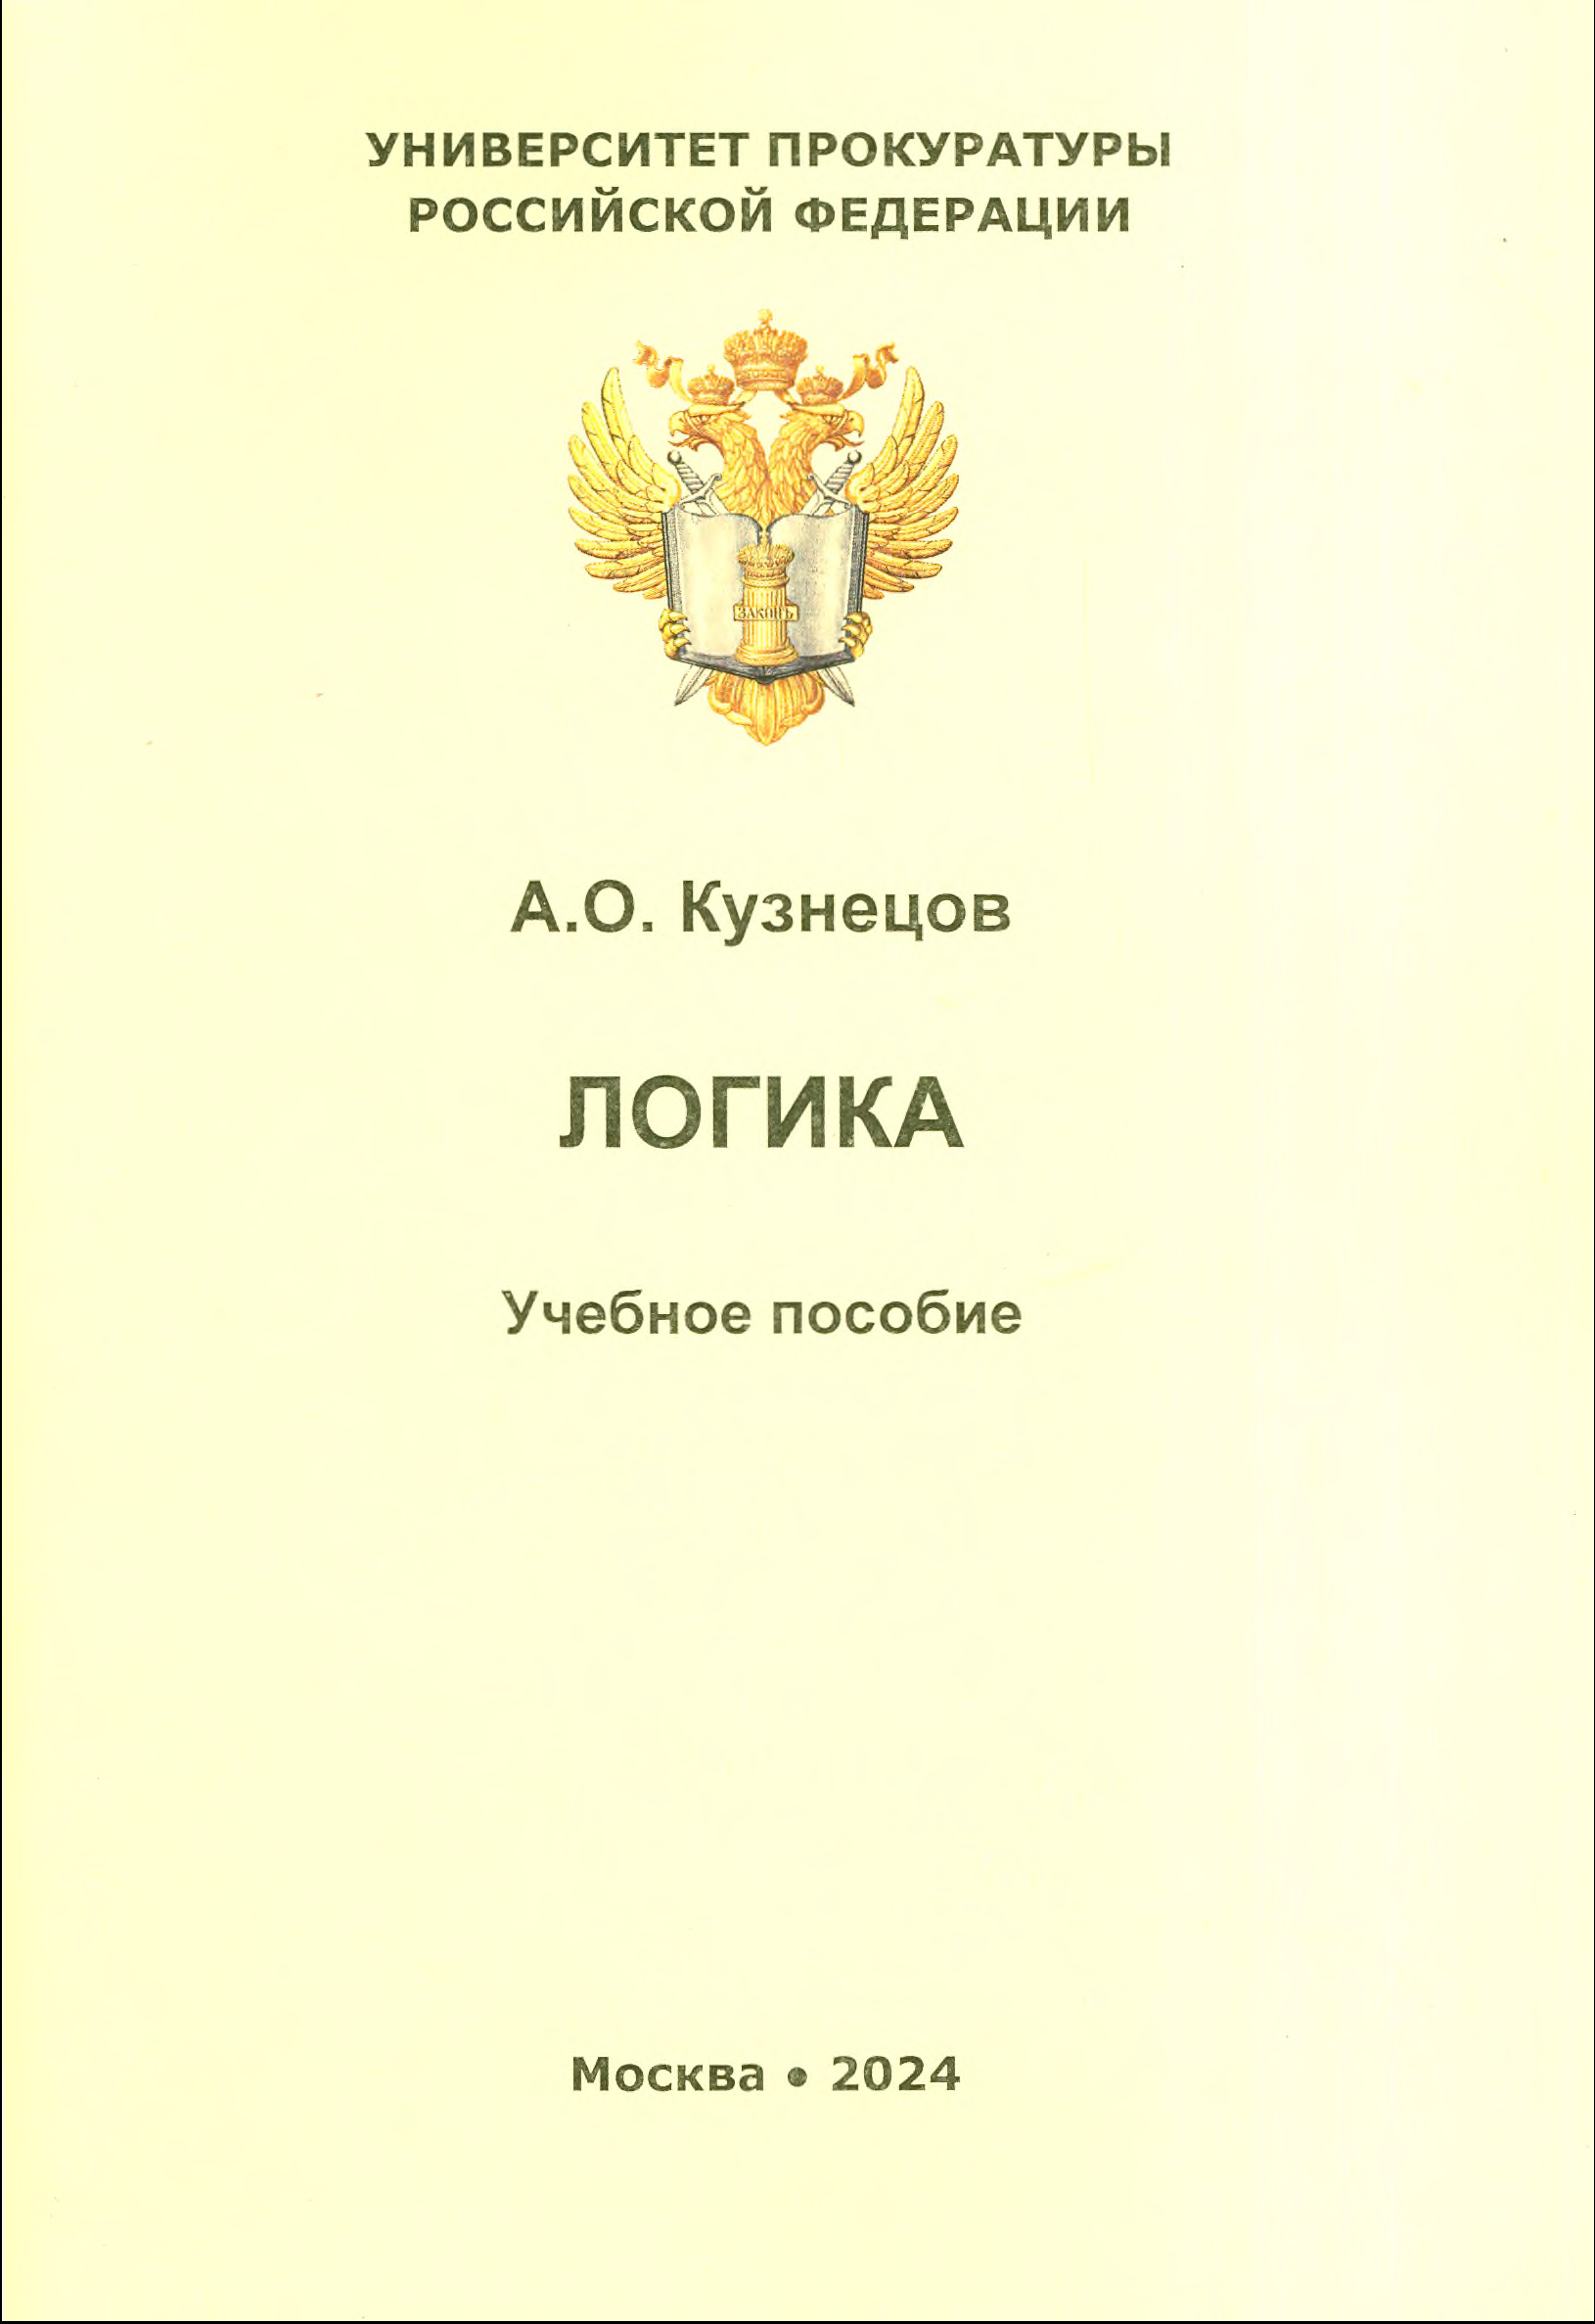 УНИВЕРСИТЕТ ПРОКУРАТУРЫ
РОССИЙСКОЙ ФЕДЕРАЦИИ
ЗАКОНЪ
А.О. Кузнецов
ЛОГИКА
Учебное пособие
Москва • 2024